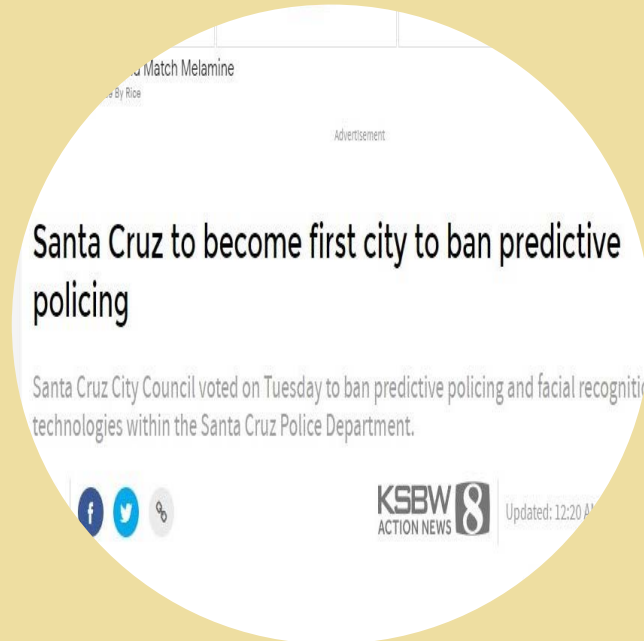 Match Melamine
By Rice
Advertisement
Santa Cruz to become first city to ban predictive
policing
Santa Cruz City Council voted on Tuesday to ban predictive policing and facial
technologies within the Santa Cruz Police Department.
KSBW 8
ACTION NEWS
Updated: 12:20